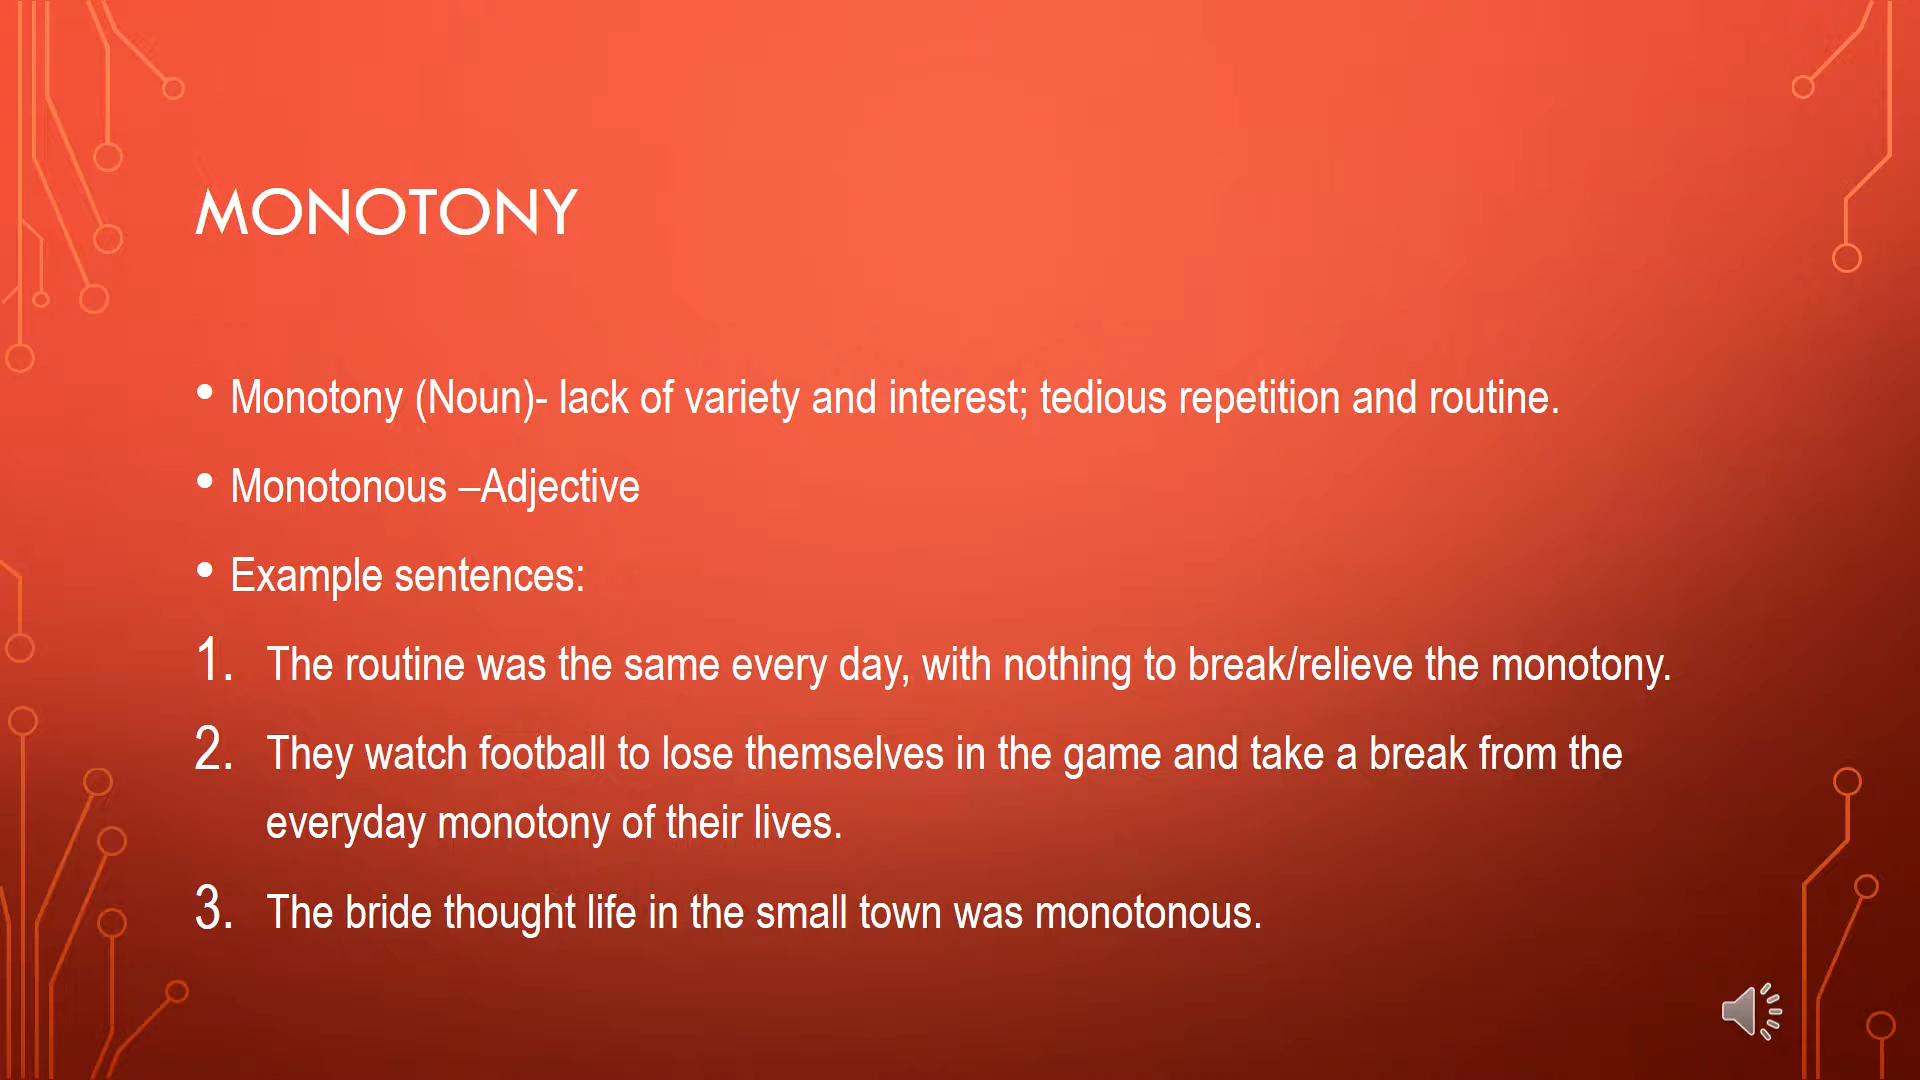 MONOTONY
• Monotony (Noun)- lack of variety and interest; tedious repetition and routine.
• Monotonous –Adjective
• Example sentences:
1. The routine was the same every day, with nothing to break/relieve the monotony.
2. They watch football to lose themselves in the game and take a break from the
everyday monotony of their lives.
3. The bride thought life in the small town was monotonous.